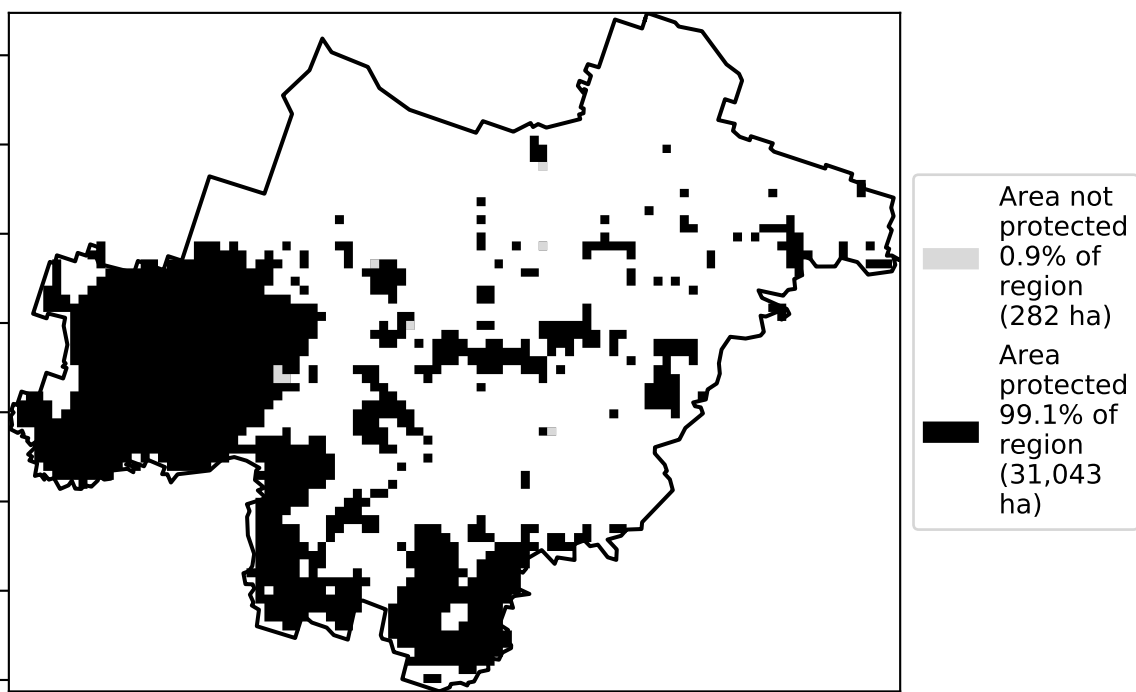 Area not
protected
0.9% of
region
(282 ha)
Area
protected
99.1% of
region
(31,043
ha)